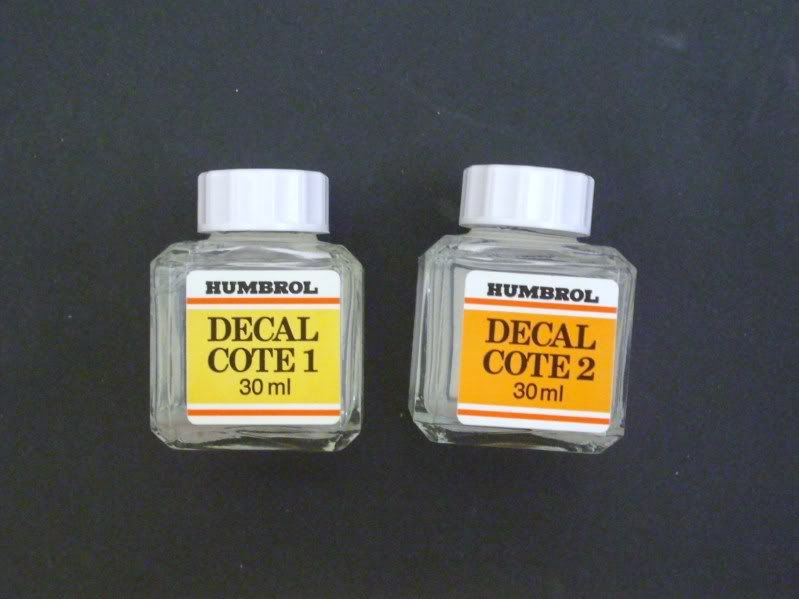 HUMBROL
DECAL
COTE 1
30 ml
HUMBROL
DECAL
COTE 2
30 ml